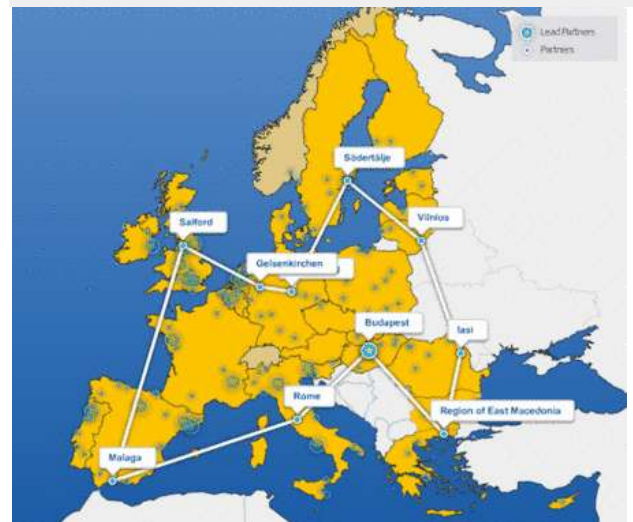 Lead Partners
Partners
Södertälje
Salford
Vilnius
Gelsenkirchen
Budapest
Iasi
Rome
Region of East Macedonia
Malaga